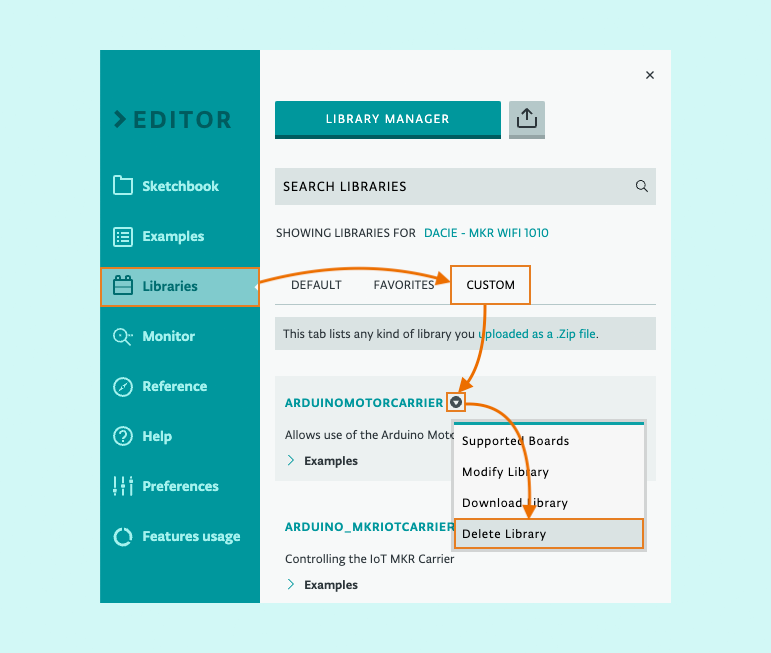 EDITOR
Sketchbook
Examples
Libraries
Monitor
Reference
Help
Preferences
Features usage
LIBRARY MANAGER
SEARCH LIBRARIES
SHOWING LIBRARIES FOR DACIE - MKR WIFI 1010
DEFAULT FAVORITES CUSTOM
This tab lists any kind of library you uploaded as a .Zip file.
ARDUINOMOTORCARRIER
Allows use of the Arduino
Examples
Supported Boards
Modify Library
Download Library
Delete Library
ARDUINO_MKRIOTCARRIER
Controlling the IoT MKR Carrier
Examples